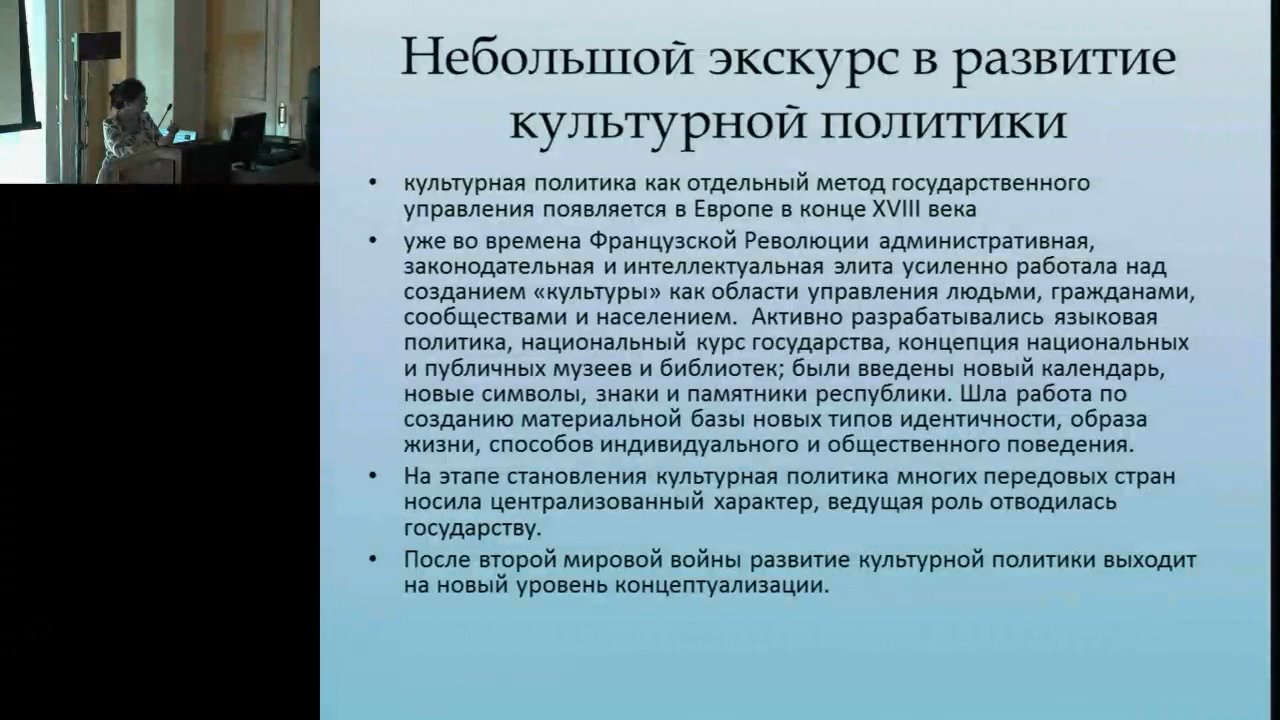 Небольшой экскурс в развитие
культурной политики
• культурная политика как отдельный метод государственного
управления появляется в Европе в конце XVIII века
• уже во времена Французской Революции административная,
законодательная и интеллектуальная элита усиленно работала над
созданием «культуры» как области управления людьми, гражданами,
сообществами и населением. Активно разрабатывались языковая
политика, национальный курс государства, концепция национальных
и публичных музеев и библиотек; были введены новый календарь,
новые символы, знаки и памятники республики. Шла работа по
созданию материальной базы новых типов идентичности, образа
жизни, способов индивидуального и общественного поведения.
• На этапе становления культурная политика многих передовых стран
носила централизованный характер, ведущая роль отводилась
государству.
• После второй мировой войны развитие культурной политики выходит
на новый уровень концептуализации.